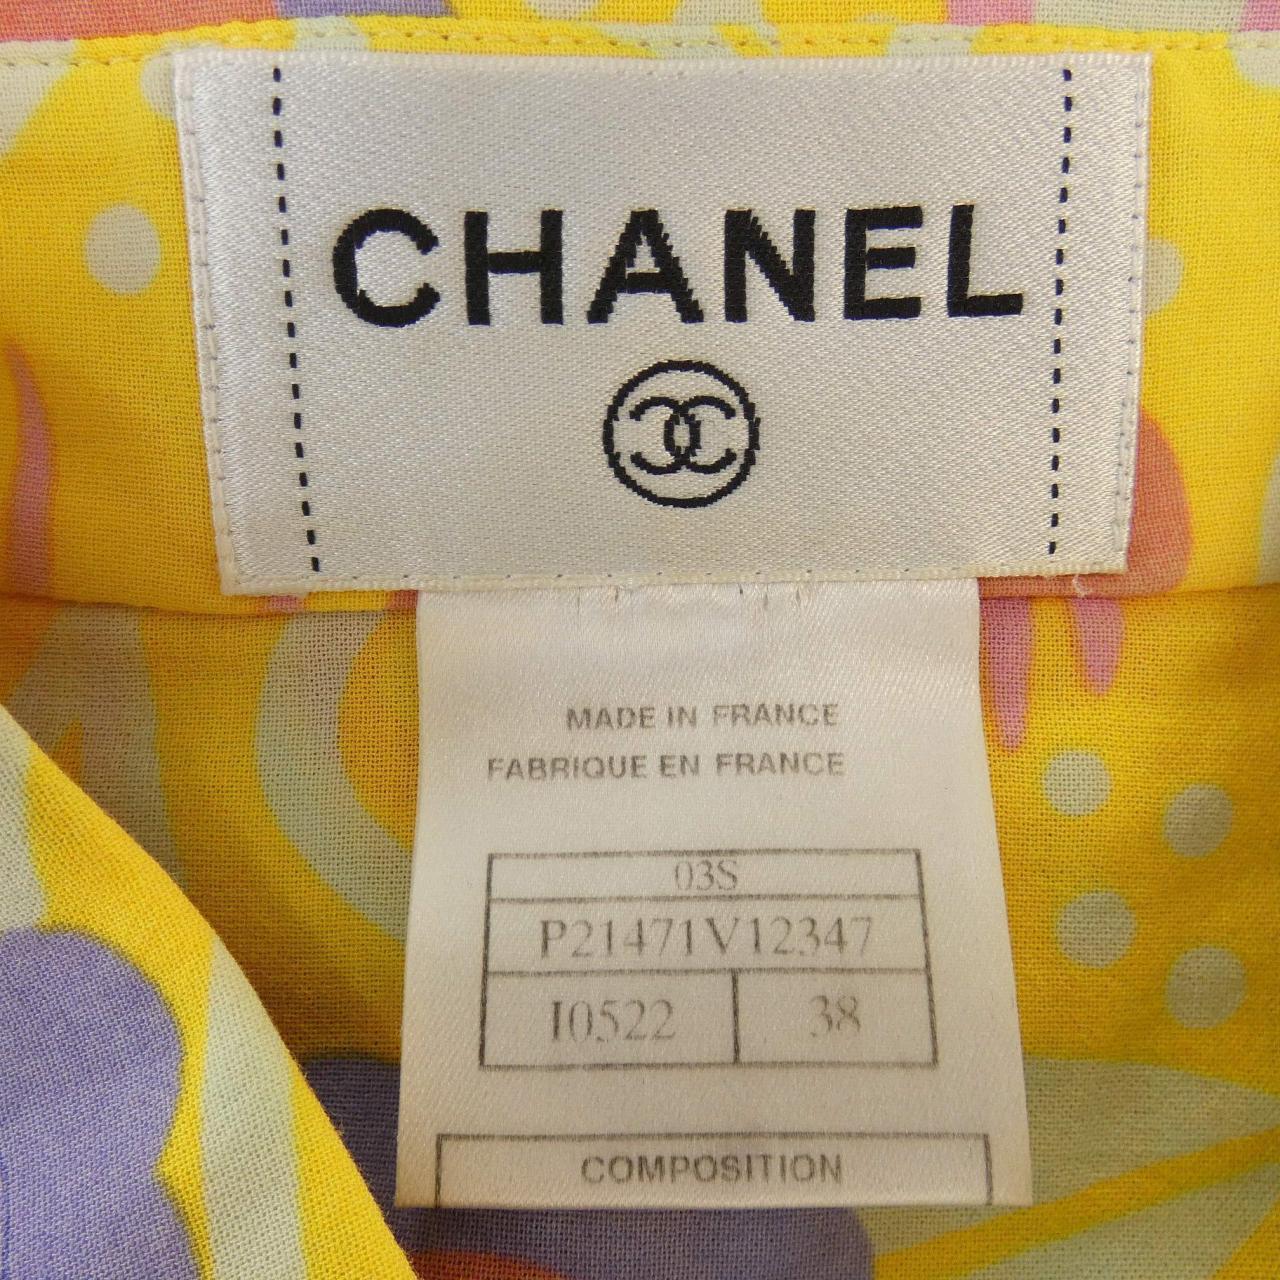 CHANEL
MADE IN FRANCE
FABRIQUE EN FRANCE
03S
P21471V12347
I0522 38
COMPOSITION